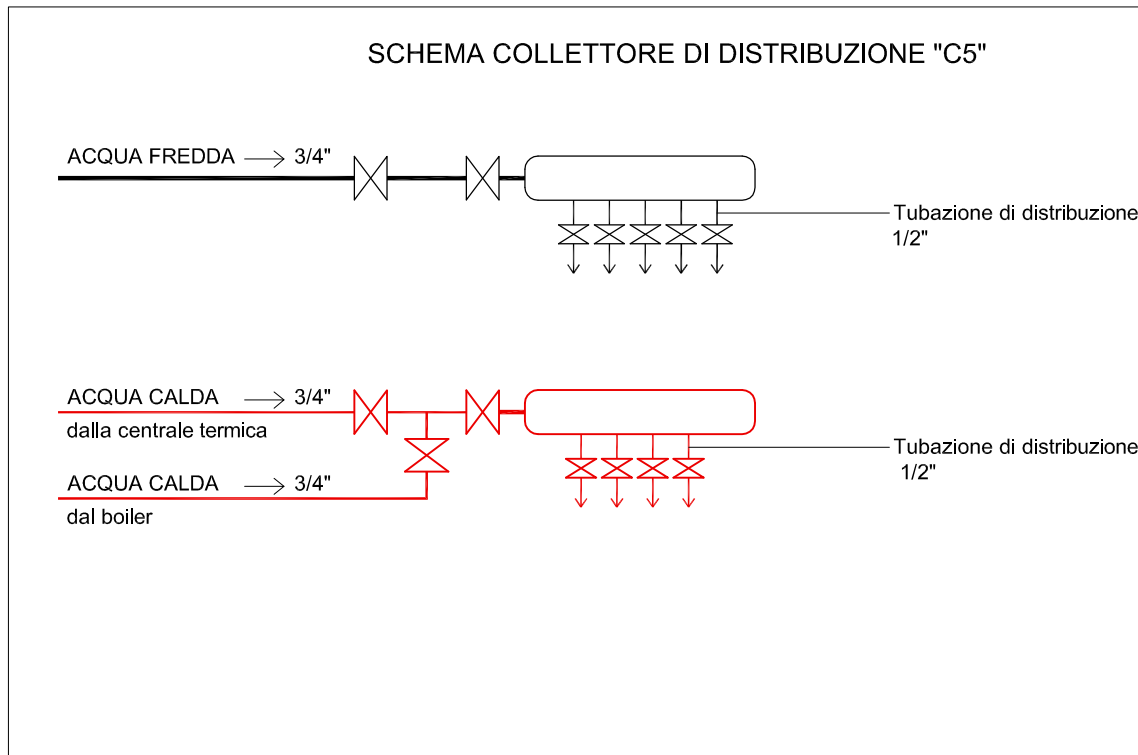 SCHEMA COLLETTORE DI DISTRIBUZIONE "C5"
ACQUA FREDDA → 3/4"
Tubazione di distribuzione
1/2"
ACQUA CALDA → 3/4"
dalla centrale termica
Tubazione di distribuzione
1/2"
ACQUA CALDA → 3/4"
dal boiler